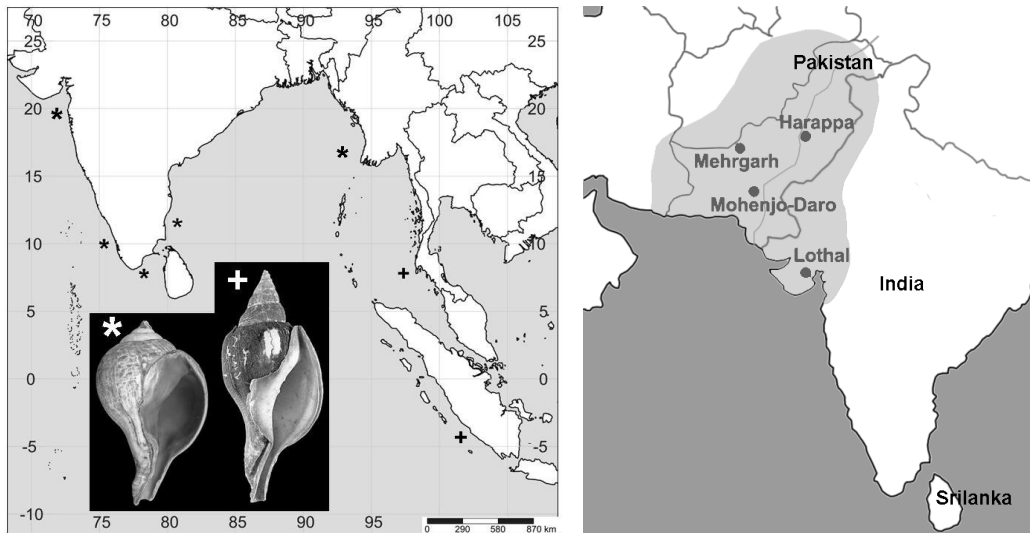 70 75 80 85 90 95 100 105
25 25
20 20
15 15
10 10
5 5
0 0
-5 -5
-10
75 80 85 90 95
* * * * * *
+ +
* +
0 290 580 870 km
Pakistan
Harappa
Mehrgarh
Mohenjo-Daro
Lothal
India
Srilanka